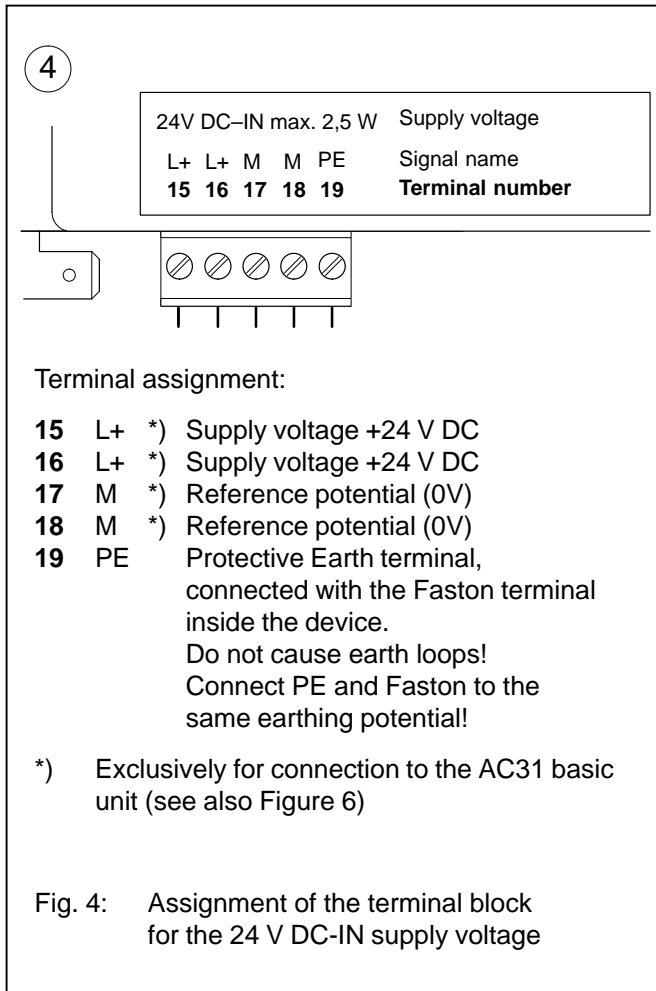 4
24V DC–IN max. 2,5 W Supply voltage
L+ L+ M M PE Signal name
15 16 17 18 19 Terminal number
Terminal assignment:
15 L+ *) Supply voltage +24 V DC
16 L+ *) Supply voltage +24 V DC
17 M *) Reference potential (0V)
18 M *) Reference potential (0V)
19 PE Protective Earth terminal,
connected with the Faston terminal
inside the device.
Do not cause earth loops!
Connect PE and Faston to the
same earthing potential!
*) Exclusively for connection to the AC31 basic
unit (see also Figure 6)
Fig. 4: Assignment of the terminal block
for the 24 V DC-IN supply voltage